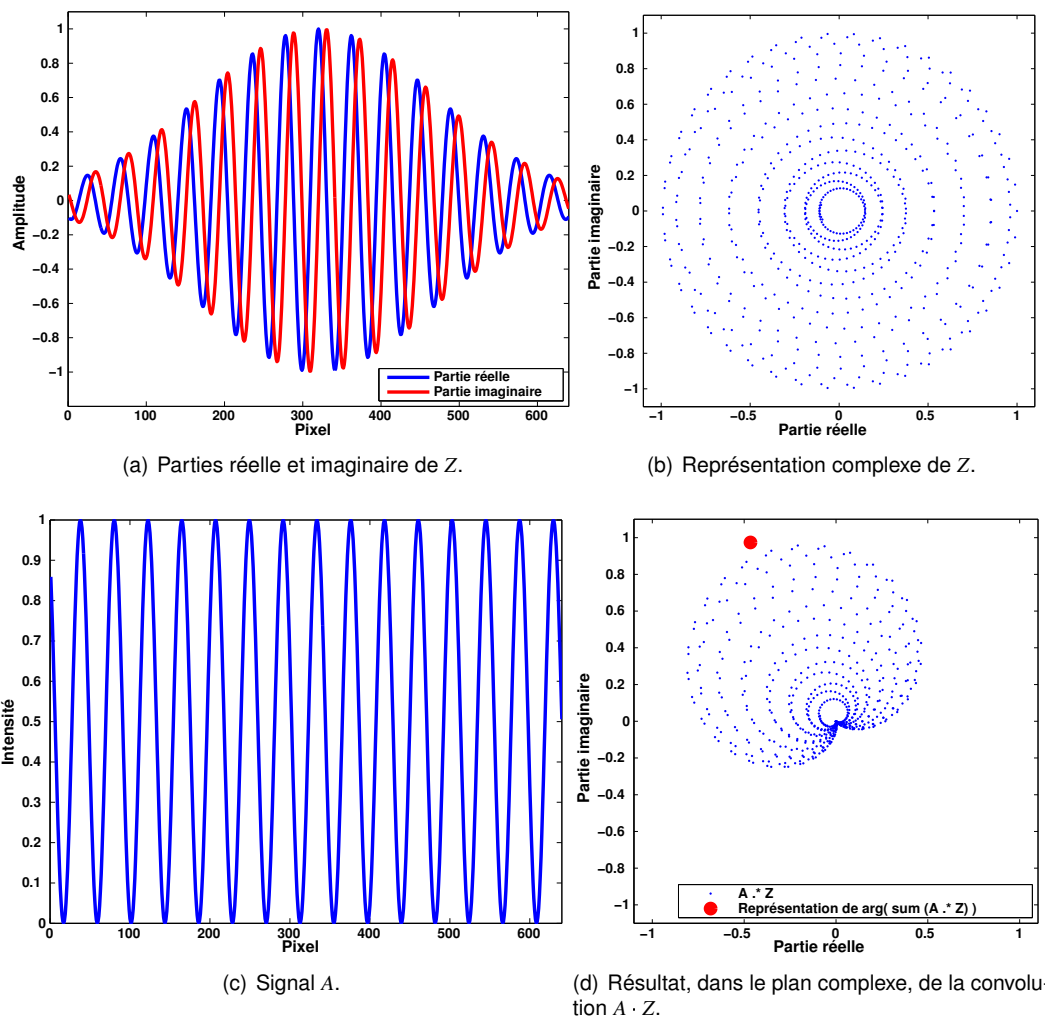 1
0.8
0.6
0.4
0.2
0
−0.2
−0.4
−0.6
−0.8
−1
Amplitude
0 100 200 300 400 500 600
Pixel
Partie réelle
Partie imaginaire
(a) Parties réelle et imaginaire de Z.
1
0.8
0.6
0.4
0.2
0
−0.2
−0.4
−0.6
−0.8
−1
Partie imaginaire
−1 −0.5 0 0.5 1
Partie réelle
(b) Représentation complexe de Z.
1
0.9
0.8
0.7
0.6
0.5
0.4
0.3
0.2
0.1
0
Intensité
0 100 200 300 400 500 600
Pixel
(c) Signal A.
1
0.8
0.6
0.4
0.2
0
−0.2
−0.4
−0.6
−0.8
−1
Partie imaginaire
−1 −0.5 0 0.5 1
Partie réelle
A .* Z
Représentation de arg( sum (A .* Z) )
(d) Résultat, dans le plan complexe, de la convolu-
tion A · Z.